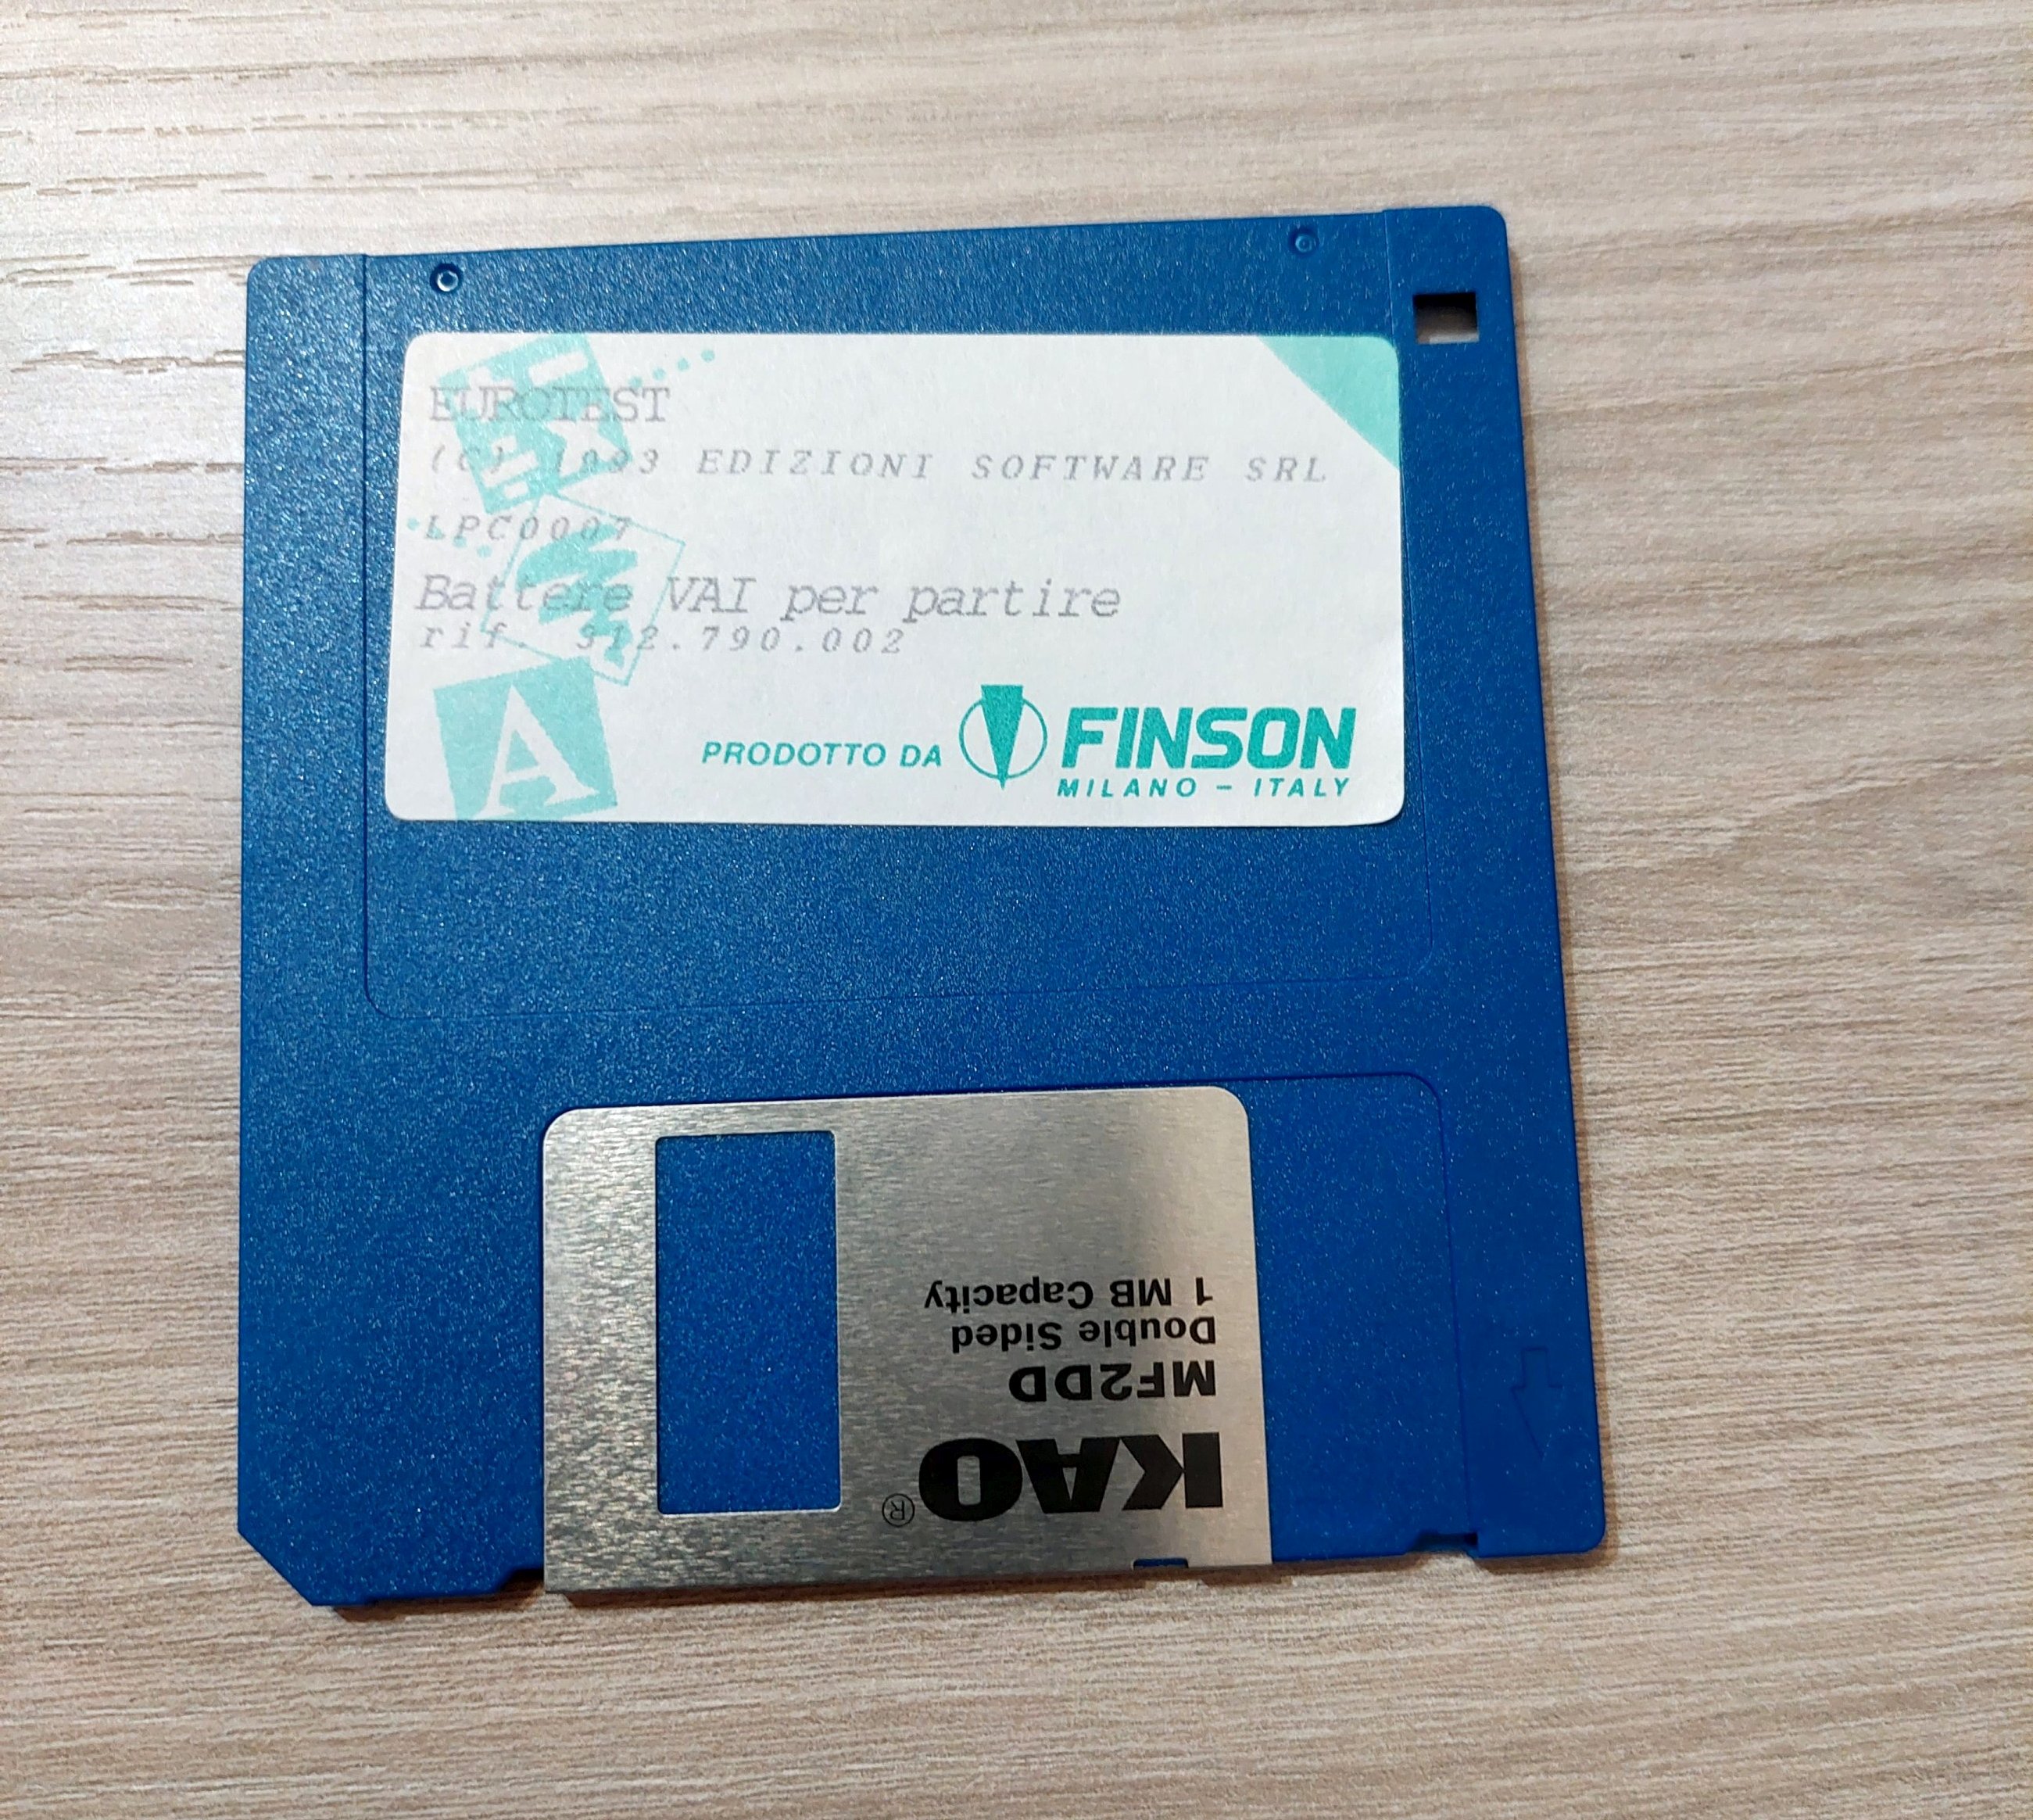 EUROTEST
(C) 1993 EDIZIONI SOFTWARE SRL
LPC0007
Battere VAI per partire
rif. 312.790.002
A
PRODOTTO DA FINSON
MILANO – ITALY
KAO®
MF2DD
Double Sided
1 MB Capacity